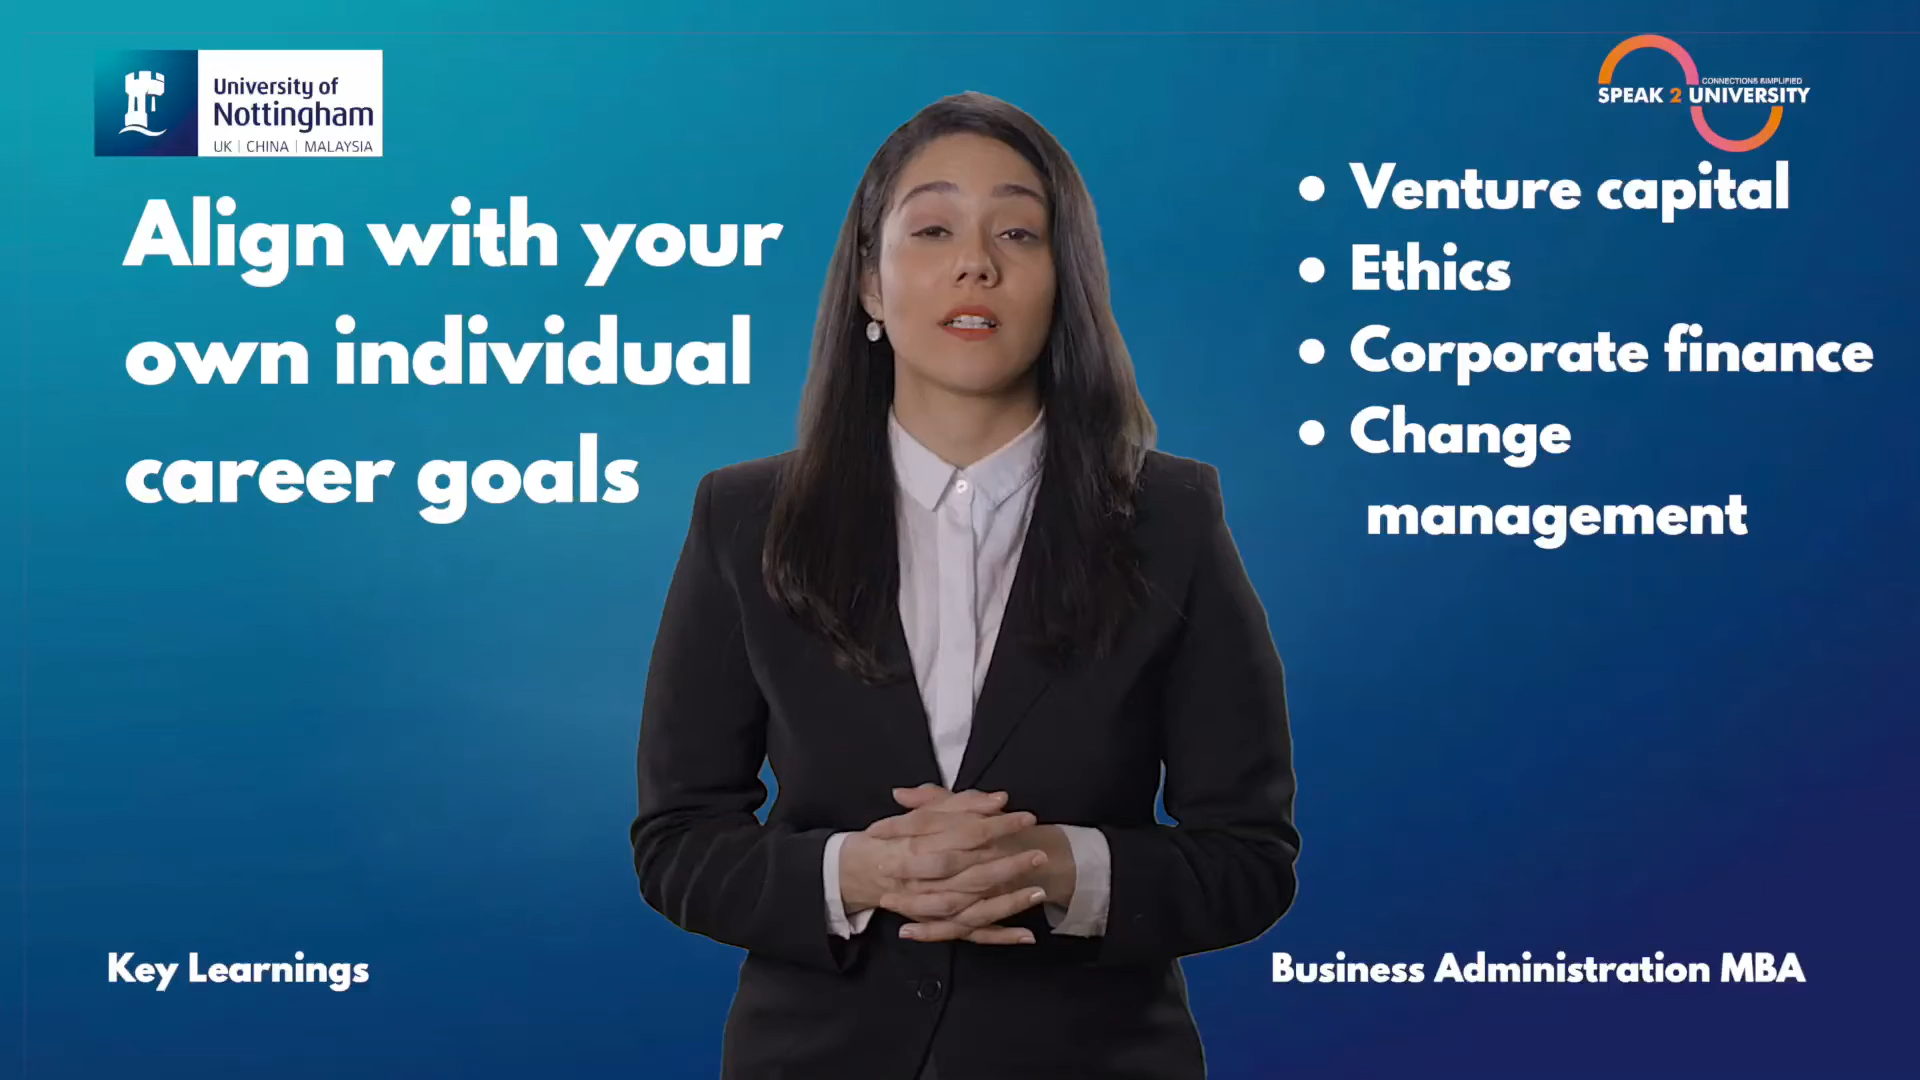 University of
Nottingham
UK | CHINA | MALAYSIA
CONNECTIONS SIMPLIFIED
SPEAK 2 UNIVERSITY
Align with your
own individual
career goals
• Venture capital
• Ethics
• Corporate finance
• Change
management
Key Learnings
Business Administration MBA